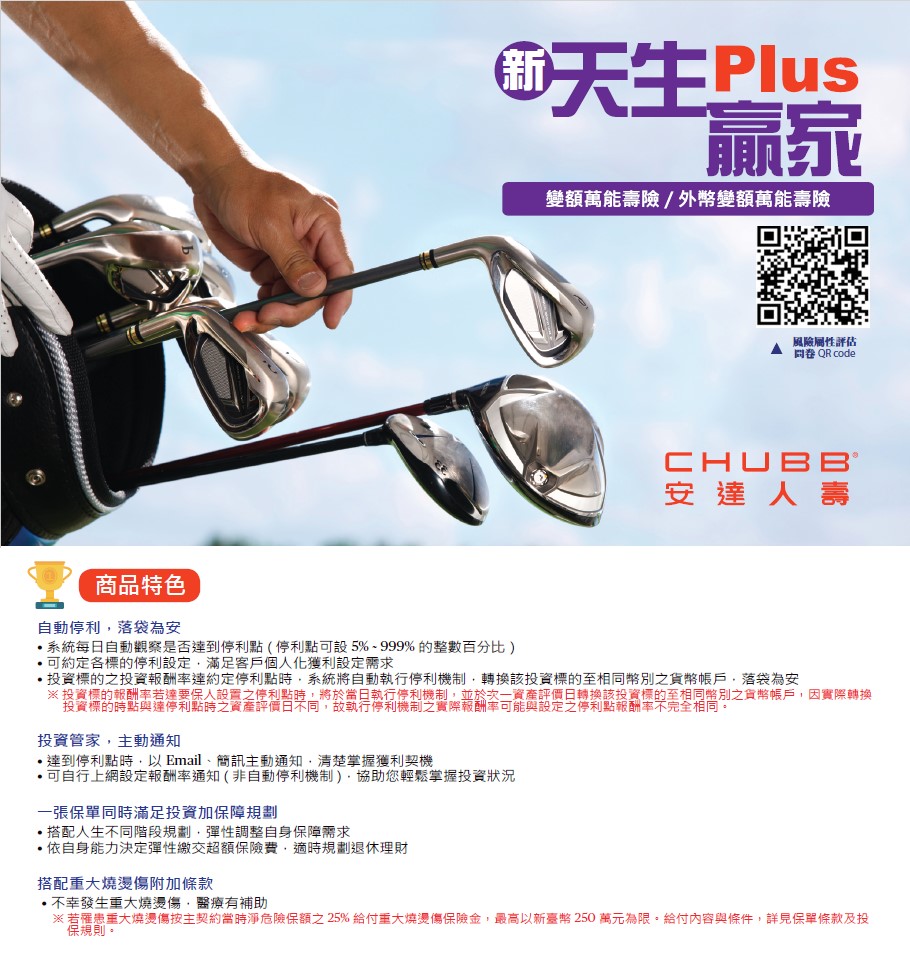 新天生Plus
贏家
變額萬能壽險 / 外幣變額萬能壽險
▲ 風險屬性評估
問卷 QR code
CHUBB®
安達人壽
商品特色
自動停利，落袋為安
• 系統每日自動觀察是否達到停利點 ( 停利點可設 5% ~ 999% 的整數百分比 )
• 可約定各標的停利設定，滿足客戶個人化獲利設定需求
• 投資標的之投資報酬率達約定停利點時，系統將自動執行停利機制，轉換該投資標的至相同幣別之貨幣帳戶，落袋為安
※ 投資標的報酬率若達要保人設置之停利點時，將於當日執行停利機制，並於次一資產評價日轉換該投資標的至相同幣別之貨幣帳戶，因實際轉換
投資標的時點與達停利點時之資產評價日不同，故執行停利機制之實際報酬率可能與設定之停利點報酬率不完全相同。
投資管家，主動通知
• 達到停利點時，以 Email、簡訊主動通知，清楚掌握獲利契機
• 可自行上網設定報酬率通知 ( 非自動停利機制 )，協助您輕鬆掌握投資狀況
一張保單同時滿足投資加保障規劃
• 搭配人生不同階段規劃，彈性調整自身保障需求
• 依自身能力決定彈性繳交超額保險費，適時規劃退休理財
搭配重大燒燙傷附加條款
• 不幸發生重大燒燙傷，醫療有補助
※ 若罹患重大燒燙傷按主契約當時淨危險保額之 25% 給付重大燒燙傷保險金，最高以新臺幣 250 萬元為限。給付內容與條件，詳見保單條款及投
保規則。